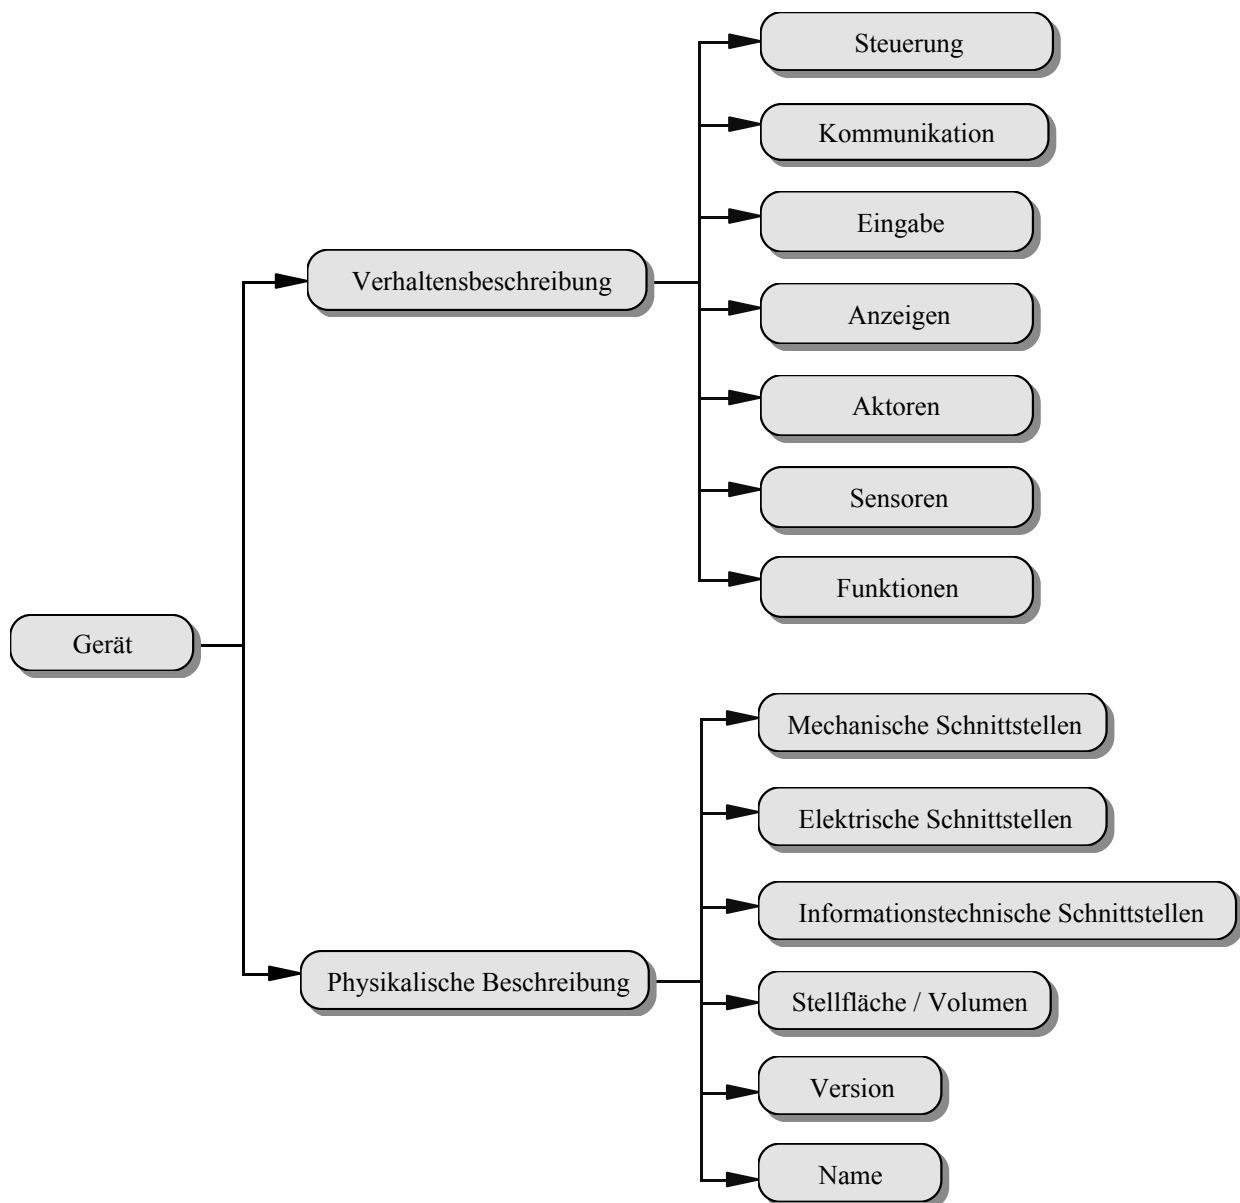 Steuerung
Kommunikation
Eingabe
Verhaltensbeschreibung
Anzeigen
Aktoren
Sensoren
Funktionen
Gerät
Mechanische Schnittstellen
Elektrische Schnittstellen
Informationstechnische Schnittstellen
Physikalische Beschreibung
Stellfläche / Volumen
Version
Name